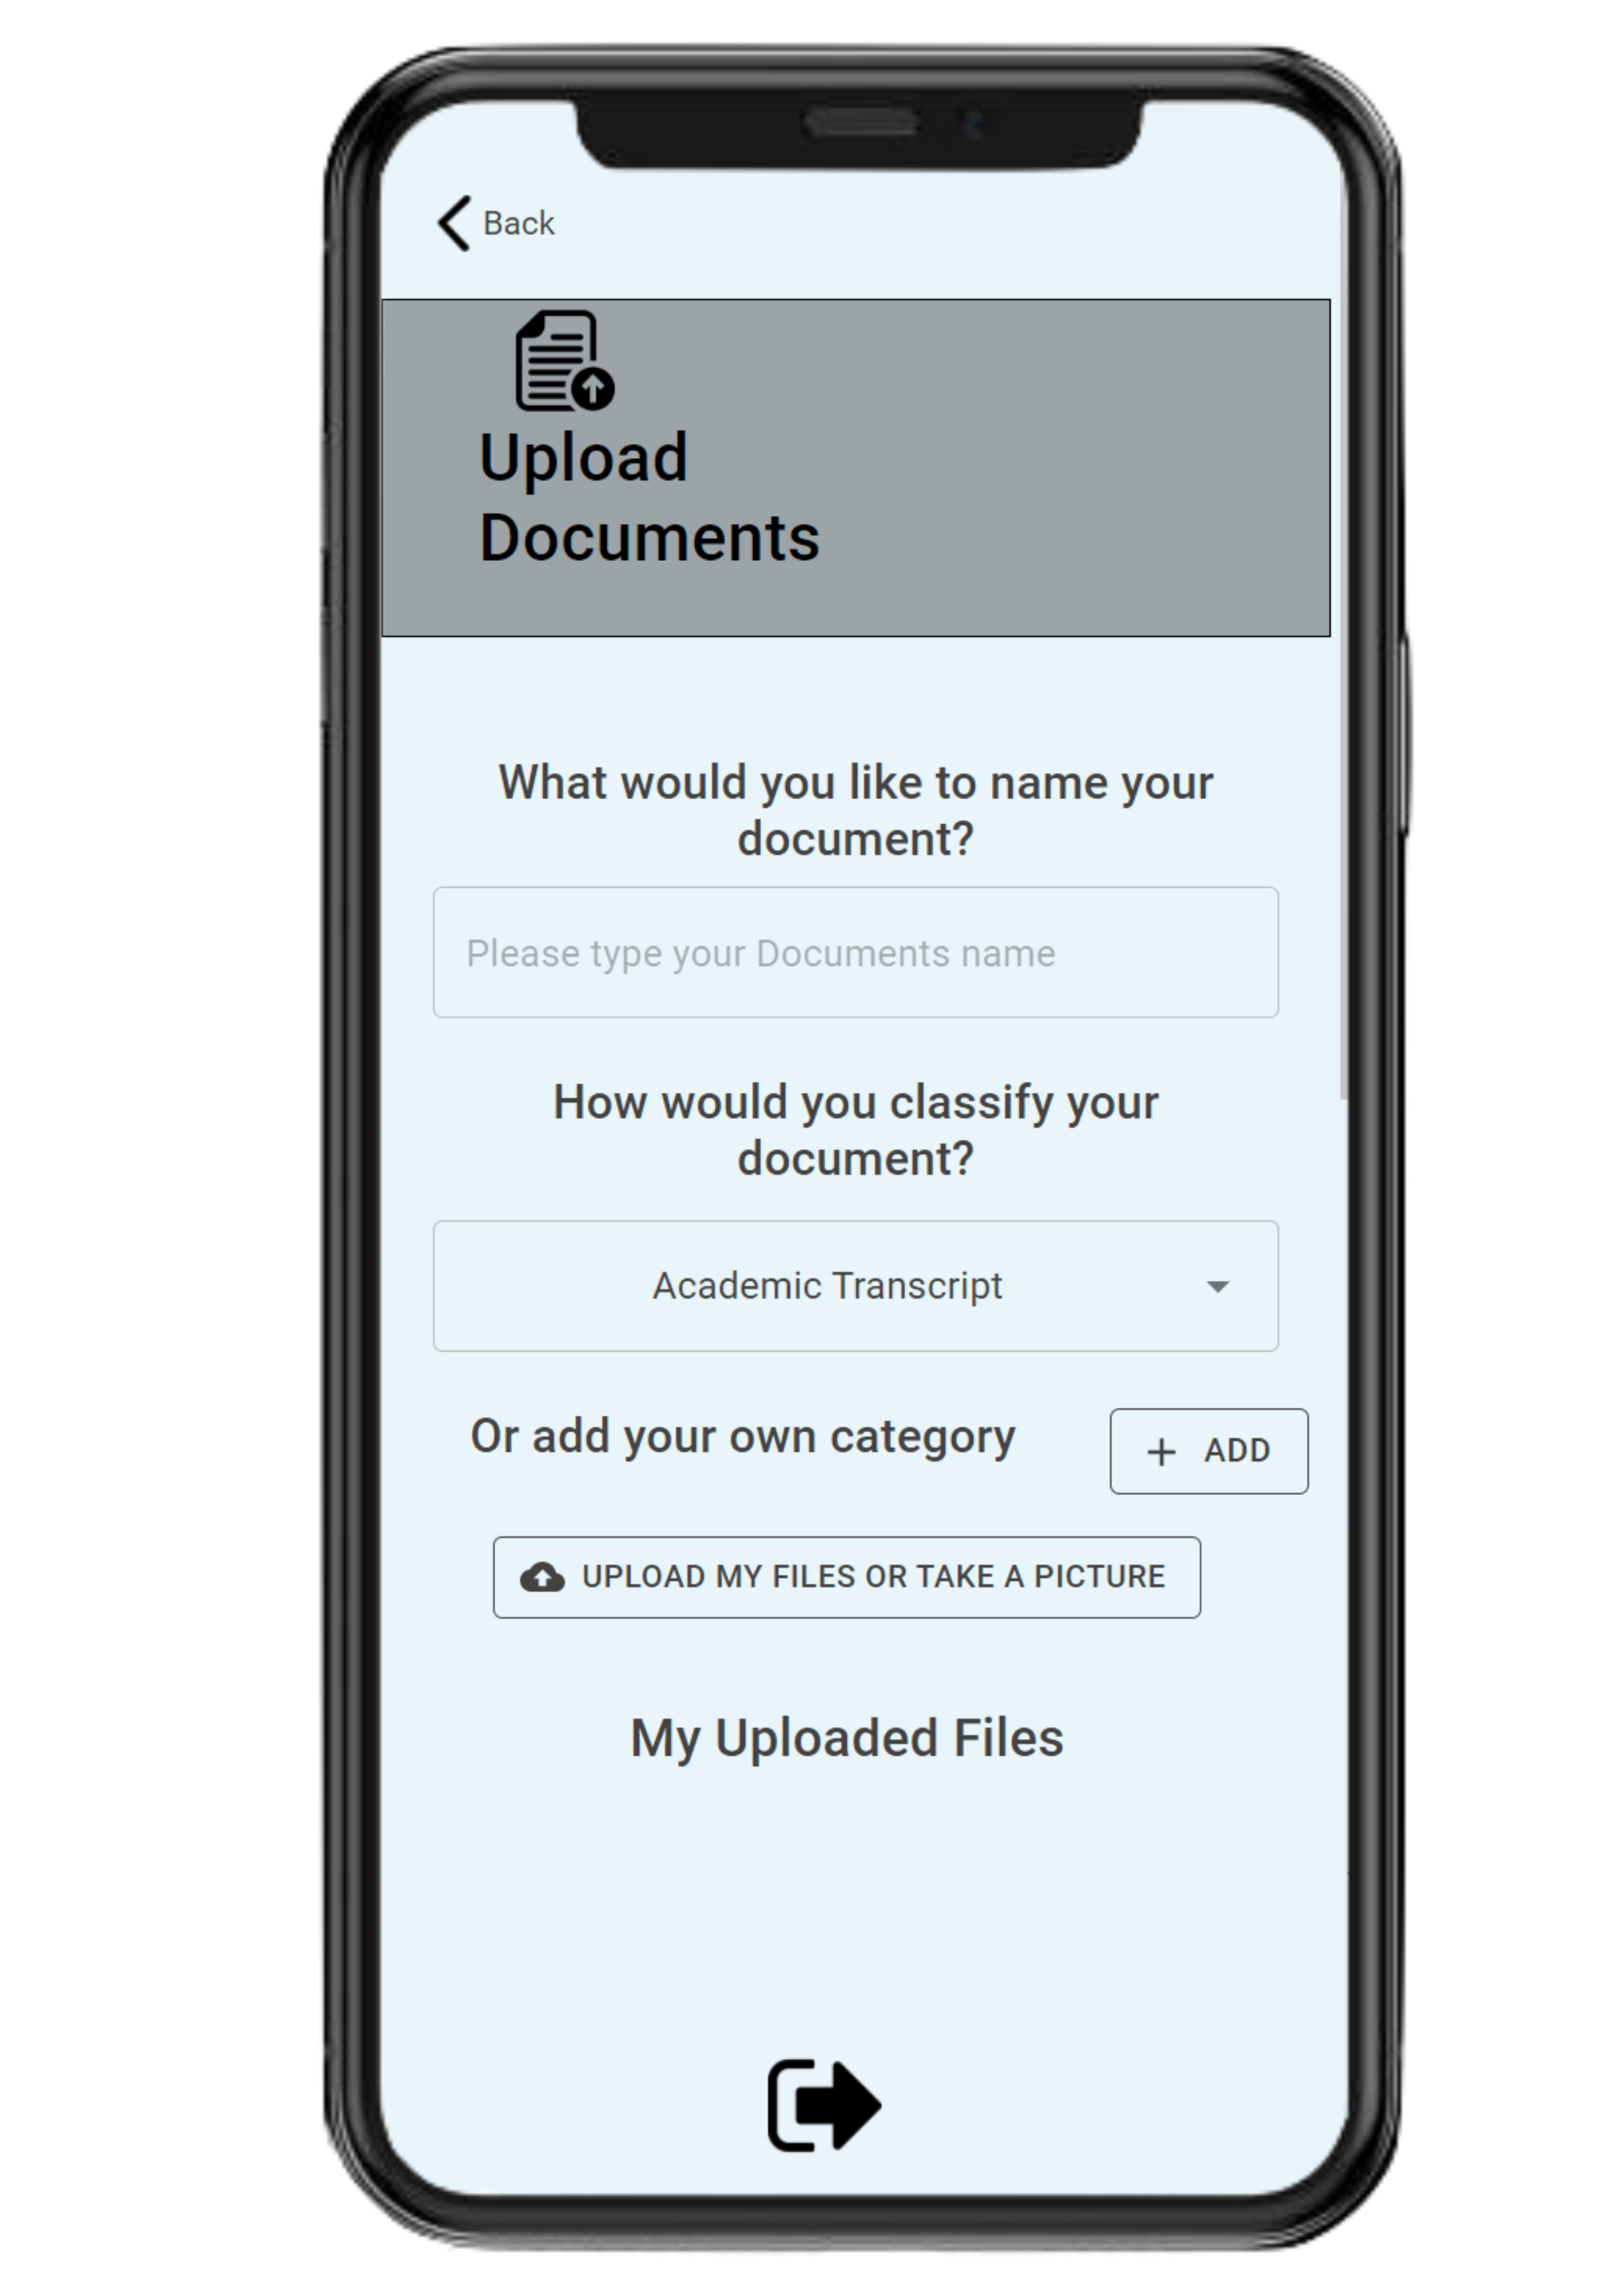 Back
Upload
Documents
What would you like to name your
document?
Please type your Documents name
How would you classify your
document?
Academic Transcript
Or add your own category
+ ADD
UPLOAD MY FILES OR TAKE A PICTURE
My Uploaded Files